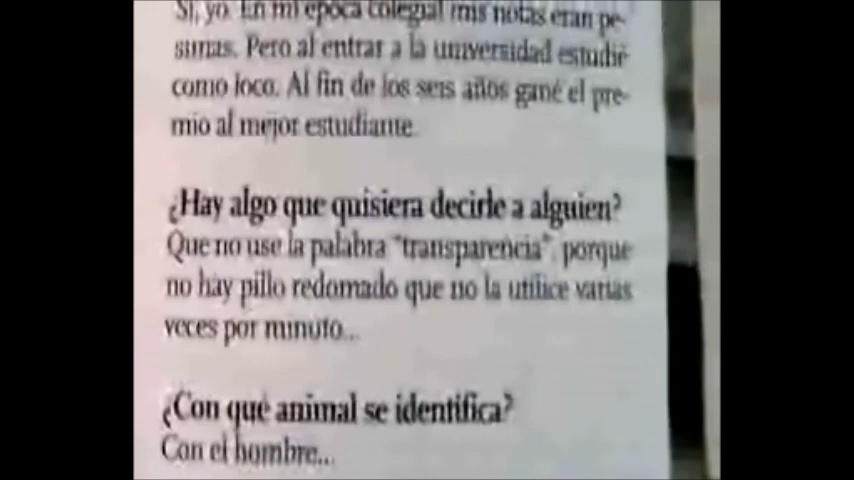 Si, yo. En mi época colegial mis notas eran pe-
simas. Pero al entrar a la universidad estudié
como loco. Al fin de los seis años gané el pre-
mio al mejor estudiante.
¿Hay algo que quisiera decirle a alguien?
Que no use la palabra "transparencia", porque
no hay pillo redomado que no la utilice varias
veces por minuto...
¿Con qué animal se identifica?
Con el hombre...